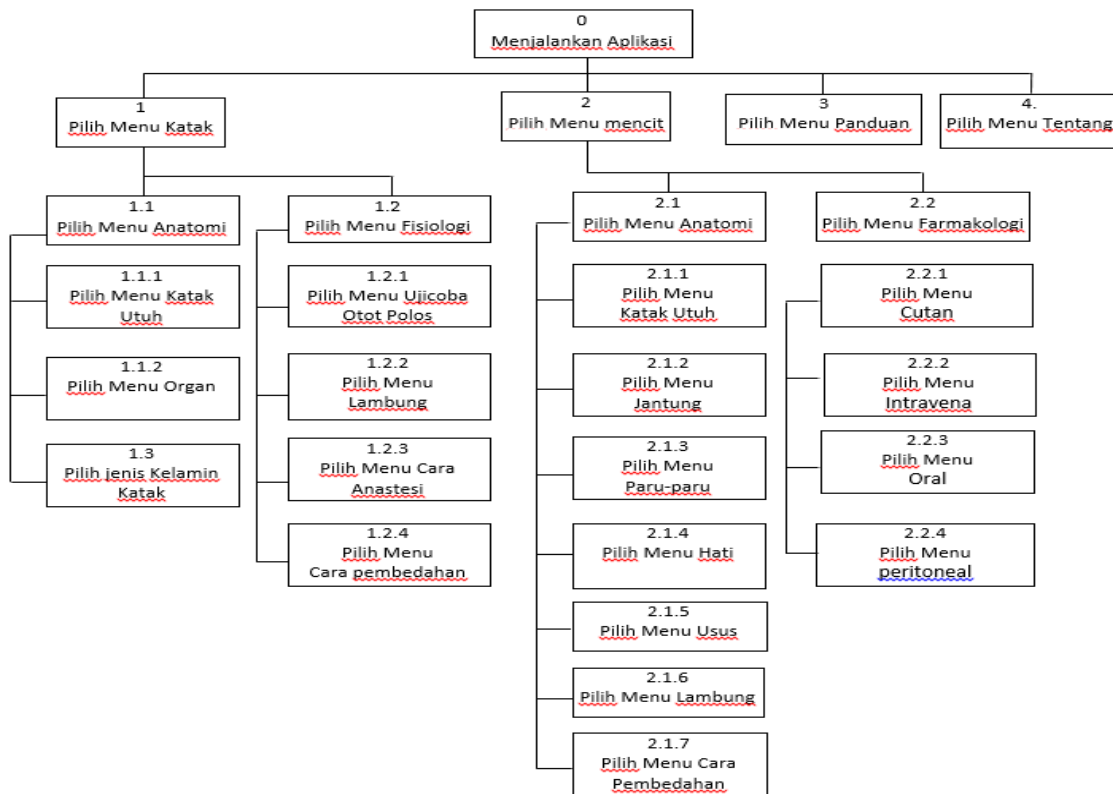 0
Menjalankan Aplikasi
1
Pilih Menu Katak
2
Pilih Menu mencit
3
Pilih Menu Panduan
4.
Pilih Menu Tentang
1.1
Pilih Menu Anatomi
1.2
Pilih Menu Fisiologi
2.1
Pilih Menu Anatomi
2.2
Pilih Menu Farmakologi
1.1.1
Pilih Menu Katak
Utuh
1.1.2
Pilih Menu Organ
1.3
Pilih jenis Kelamin
Katak
1.2.1
Pilih Menu Ujicoba
Otot Polos
1.2.2
Pilih Menu
Lambung
1.2.3
Pilih Menu Cara
Anastesi
1.2.4
Pilih Menu
Cara pembedahan
2.1.1
Pilih Menu
Katak Utuh
2.1.2
Pilih Menu
Jantung
2.1.3
Pilih Menu
Paru-paru
2.1.4
Pilih Menu Hati
2.1.5
Pilih Menu Usus
2.1.6
Pilih Menu Lambung
2.1.7
Pilih Menu Cara
Pembedahan
2.2.1
Pilih Menu
Cutan
2.2.2
Pilih Menu
Intravena
2.2.3
Pilih Menu
Oral
2.2.4
Pilih Menu
peritoneal